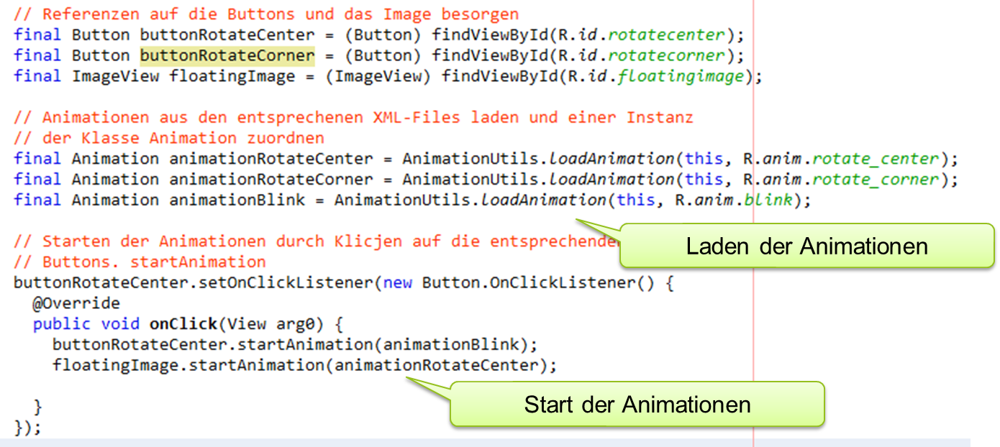 // Referenzen auf die Buttons und das Image besorgen
final Button buttonRotateCenter = (Button) findViewById(R.id.rotatecenter);
final Button buttonRotateCorner = (Button) findViewById(R.id.rotatecorner);
final ImageView floatingImage = (ImageView) findViewById(R.id.floatingimage);
// Animationen aus den entsprechenen XML-Files laden und einer Instanz
// der Klasse Animation zuordnen
final Animation animationRotateCenter = AnimationUtils.loadAnimation(this, R.anim.rotate_center);
final Animation animationRotateCorner = AnimationUtils.loadAnimation(this, R.anim.rotate_corner);
final Animation animationBlink = AnimationUtils.loadAnimation(this, R.anim.blink);
// Starten der Animationen durch Klicjen auf die entsprechenden
Laden der Animationen
// Buttons. startAnimation
buttonRotateCenter.setOnClickListener(new Button.OnClickListener() {
@Override
public void onClick(View arg0) {
buttonRotateCenter.startAnimation(animationBlink);
floatingImage.startAnimation(animationRotateCenter);
Start der Animationen
}
});